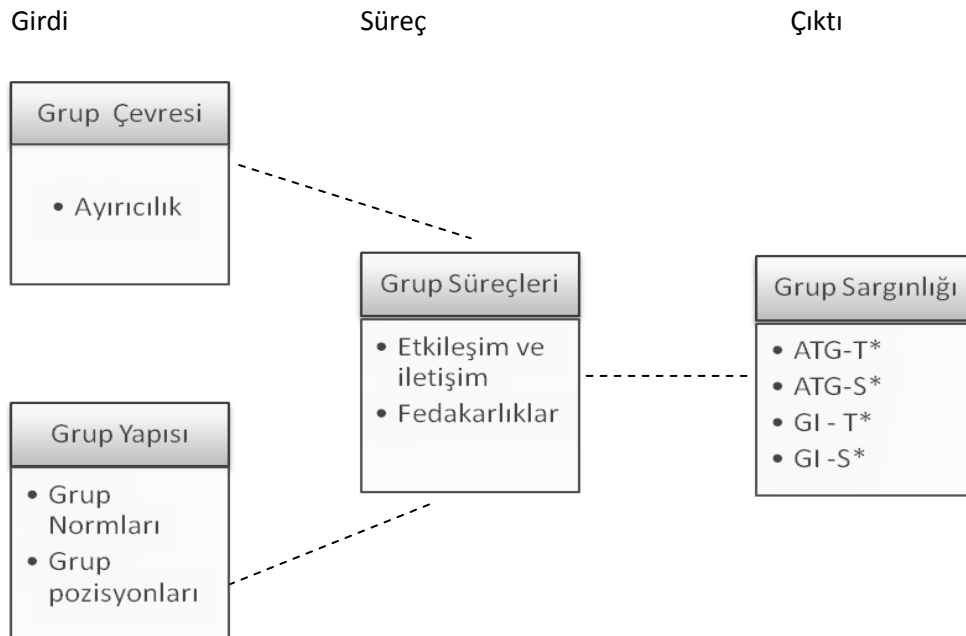 Girdi
Süreç
Çıktı
Grup Çevresi
• Ayırıcılık
Grup Süreçleri
• Etkileşim ve
iletişim
• Fedakarlıklar
Grup Sargınlığı
• ATG-T*
• ATG-S*
• GI - T*
• GI -S*
Grup Yapısı
• Grup
Normları
• Grup
pozisyonları